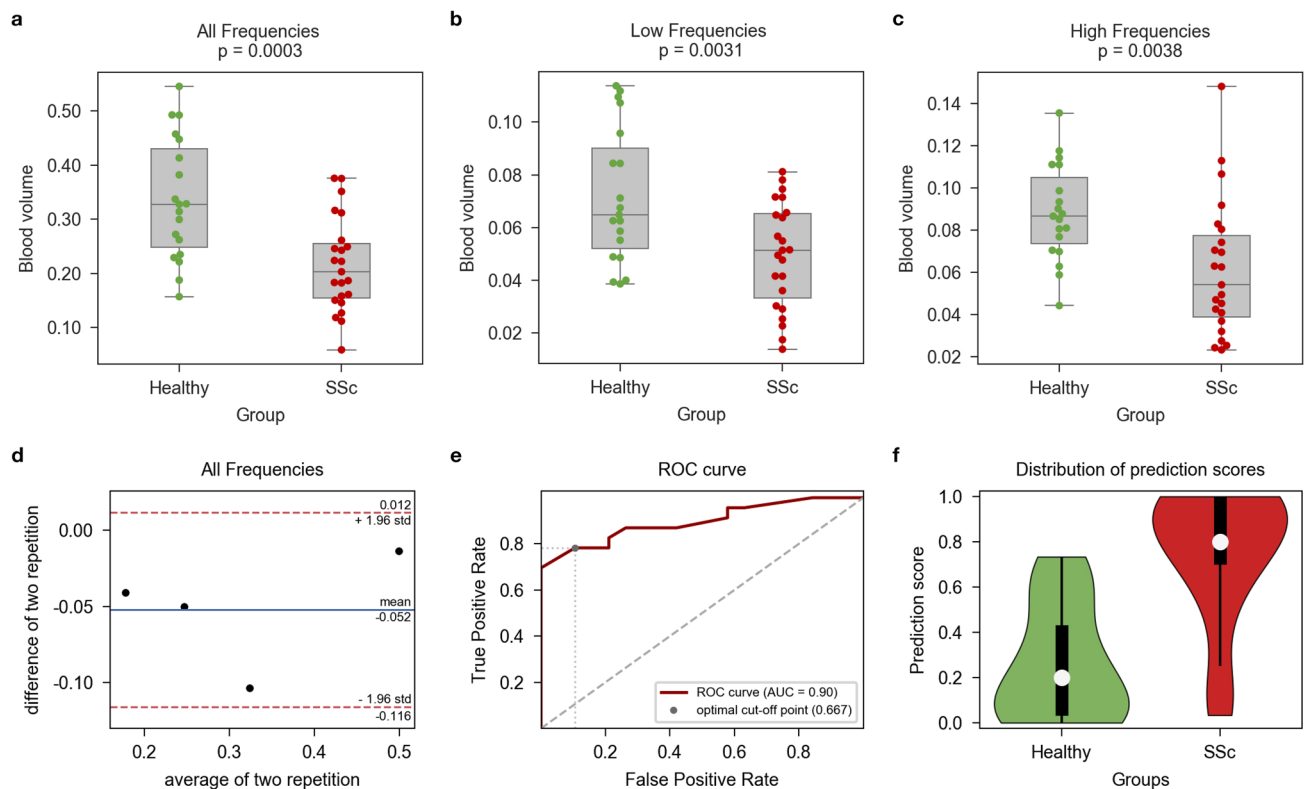 a
All Frequencies
p = 0.0003
0.50
0.40
0.30
0.20
0.10
Blood volume
Healthy
SSc
Group
b
Low Frequencies
p = 0.0031
0.10
0.08
0.06
0.04
0.02
Blood volume
Healthy
SSc
Group
c
High Frequencies
p = 0.0038
0.14
0.12
0.10
0.08
0.06
0.04
0.02
Blood volume
Healthy
SSc
Group
d
All Frequencies
0.012
+ 1.96 std
mean
-0.052
- 1.96 std
-0.116
0.00
-0.05
-0.10
difference of two repetition
0.2
0.3
0.4
0.5
average of two repetition
e
ROC curve
0.8
0.6
0.4
0.2
True Positive Rate
ROC curve (AUC = 0.90)
optimal cut-off point (0.667)
0.2
0.4
0.6
0.8
False Positive Rate
f
Distribution of prediction scores
1.0
0.8
0.6
0.4
0.2
0.0
Prediction score
Healthy
SSc
Groups